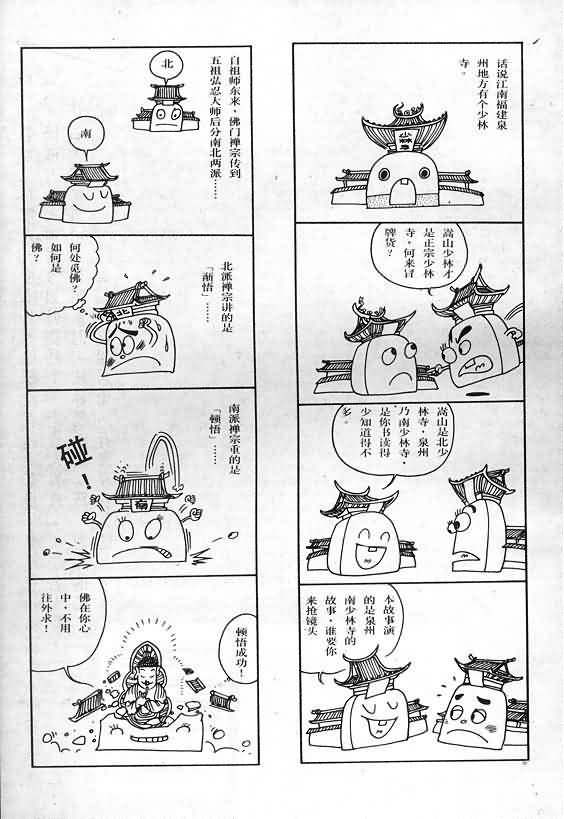 话说江南福建泉
州地方有个少林
寺。
少林寺
嵩山少林才
是正宗少林
寺，何来冒
牌货？
嵩山是北少
林寺，泉州
乃南少林寺，
是你书读得
少知道得不
多。
本故事演
的是泉州
南少林寺的
故事，谁要你
来抢镜头
自祖师东来，佛门禅宗传到
五祖弘忍大师后分南北两派……
北
南
北派禅宗讲的是
「渐悟」……
北
何处觅佛？
如何是
佛？
南派禅宗重的是
「顿悟」……
南
碰！
顿悟成功！
佛在你心
中，不用
往外求！